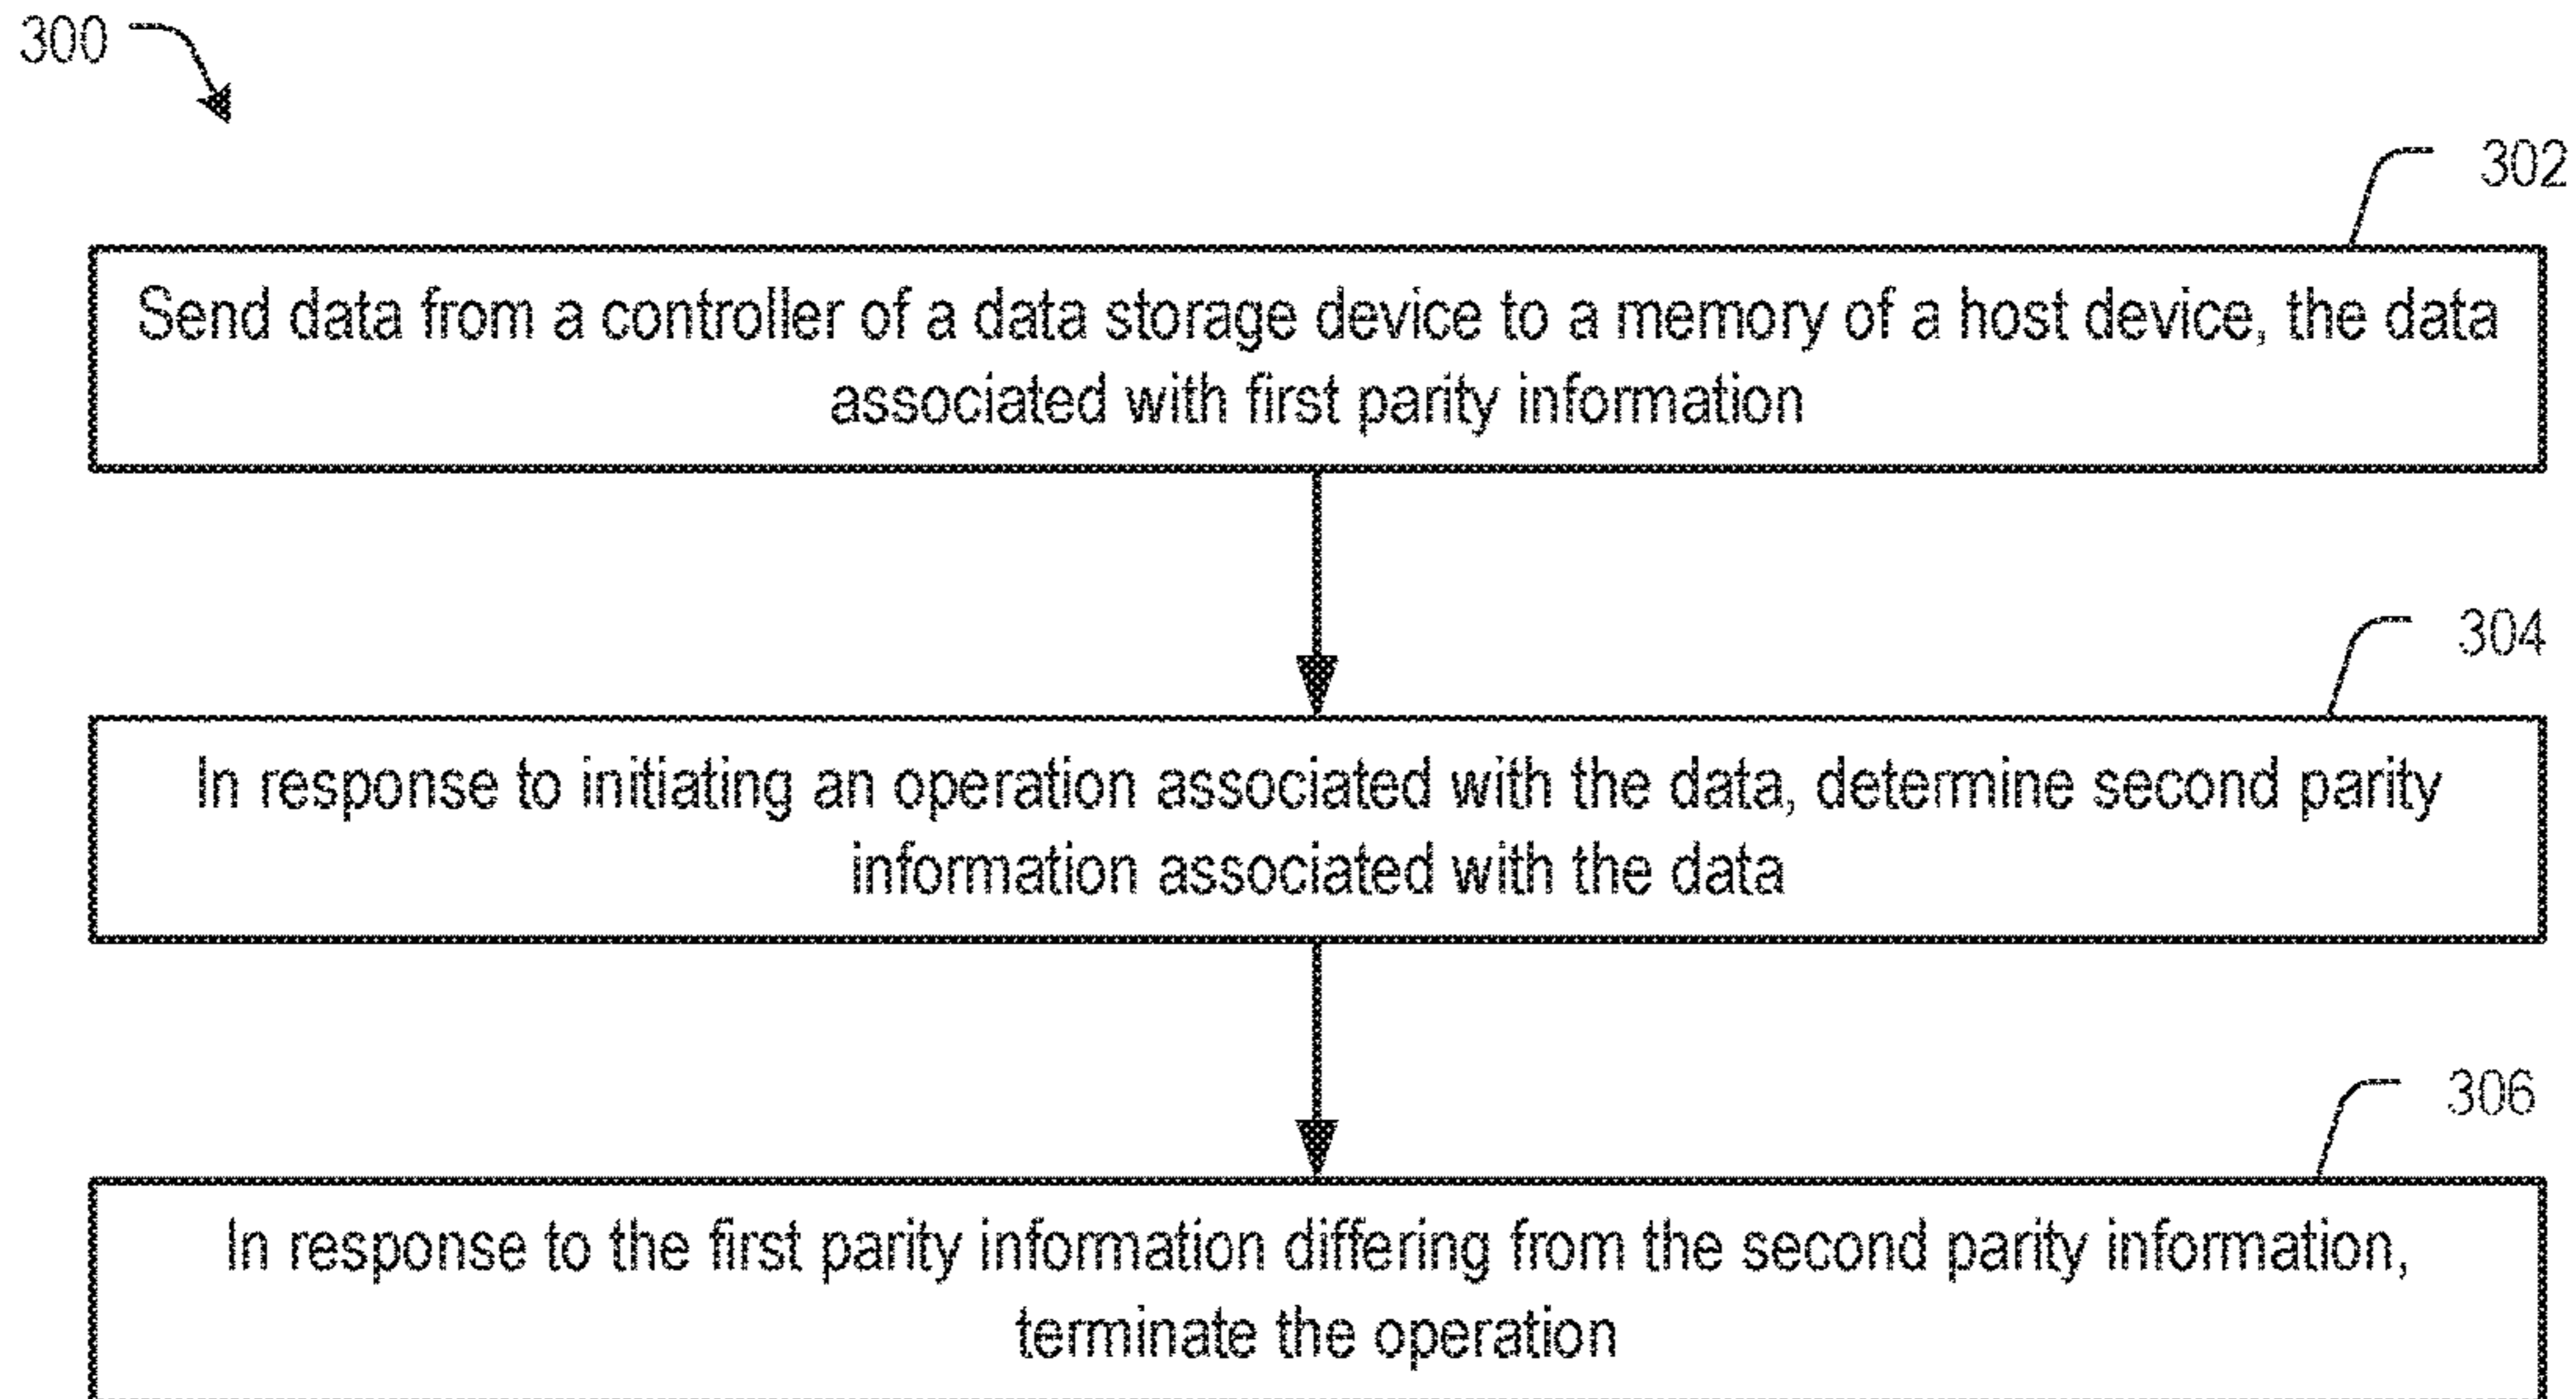 300
302
Send data from a controller of a data storage device to a memory of a host device, the data
associated with first parity information
304
In response to initiating an operation associated with the data, determine second parity
information associated with the data
306
In response to the first parity information differing from the second parity information,
terminate the operation